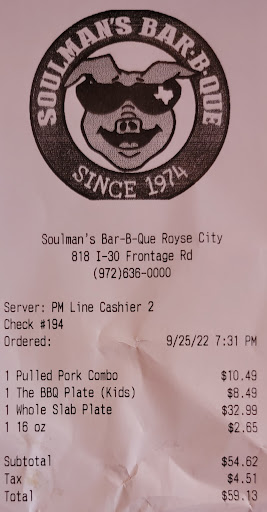 SOULMAN'S BAR-B-QUE
SINCE 1974
Soulman's Bar-B-Que Royse City
818 I-30 Frontage Rd
(972)636-0000
Server: PM Line Cashier 2
Check #194
Ordered: 9/25/22 7:31 PM
1 Pulled Pork Combo $10.49
1 The BBQ Plate (Kids) $8.49
1 Whole Slab Plate $32.99
1 16 oz $2.65
Subtotal $54.62
Tax $4.51
Total $59.13